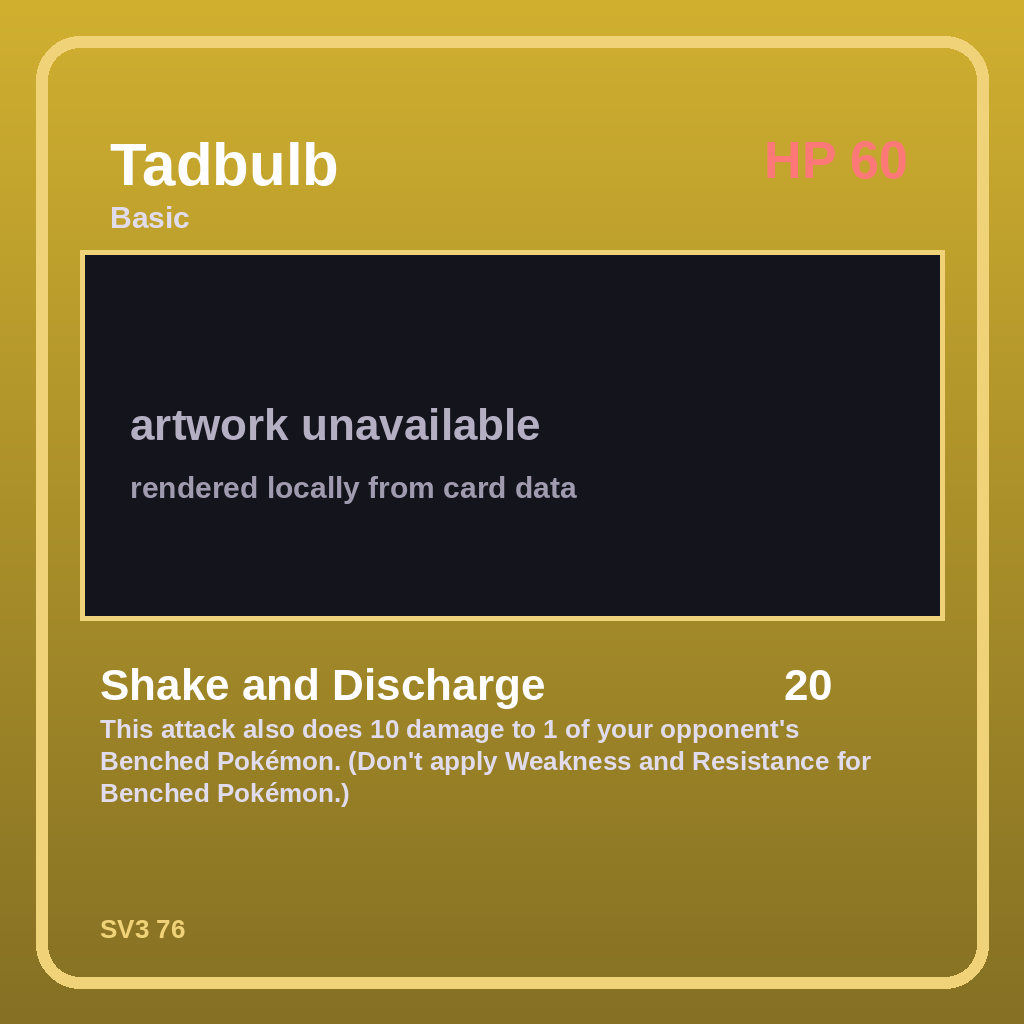 Tadbulb
HP 60
Basic
artwork unavailable
rendered locally from card data
Shake and Discharge 20
This attack also does 10 damage to 1 of your opponent's
Benched Pokémon. (Don't apply Weakness and Resistance for
Benched Pokémon.)
SV3 76